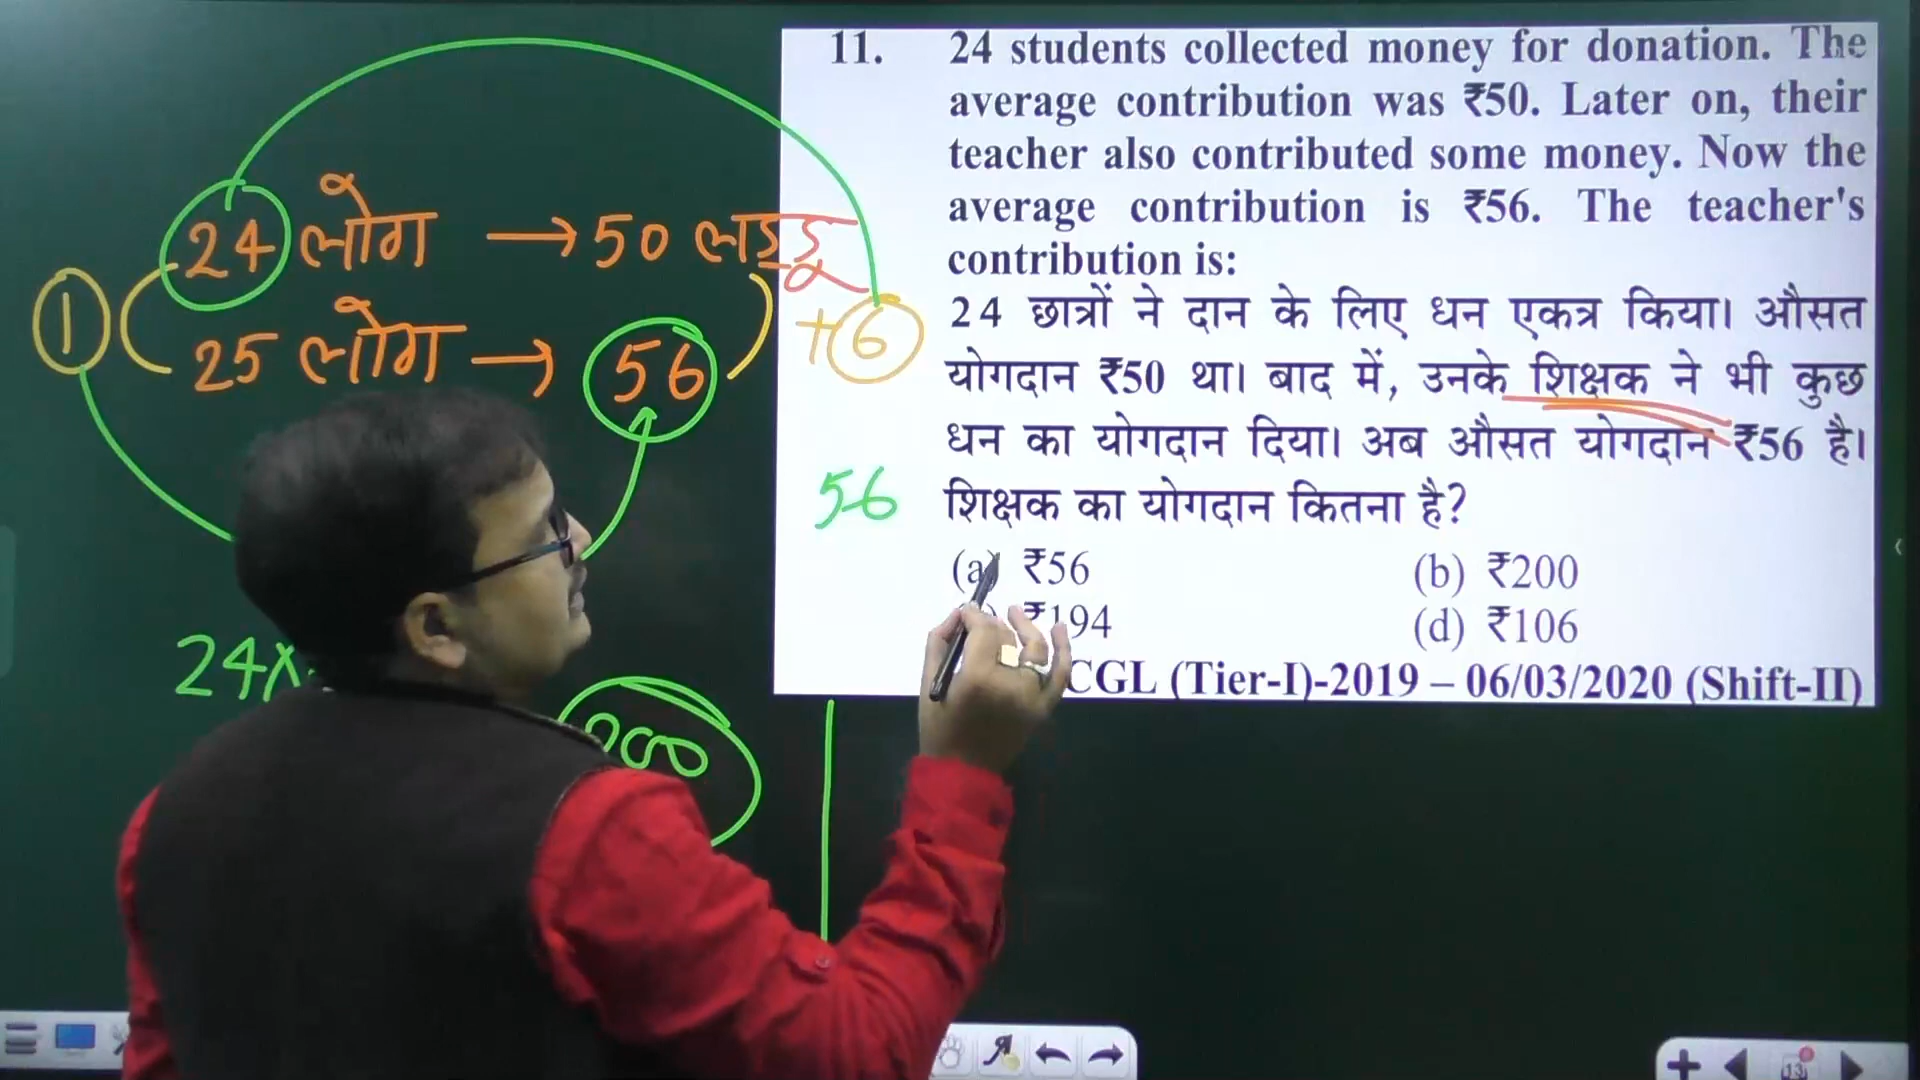 11. 24 students collected money for donation. The
average contribution was ₹50. Later on, their
teacher also contributed some money. Now the
average contribution is ₹56. The teacher's
contribution is:
24 छात्रों ने दान के लिए धन एकत्र किया। औसत
योगदान ₹50 था। बाद में, उनके शिक्षक ने भी कुछ
धन का योगदान दिया। अब औसत योगदान ₹56 है।
शिक्षक का योगदान कितना है?
(a) ₹56 (b) ₹200
₹194 (d) ₹106
CGL (Tier-I)-2019 – 06/03/2020 (Shift-II)
24 लोग → 50 लड्डू
1 25 लोग → 56 +6
56
24×
200
13